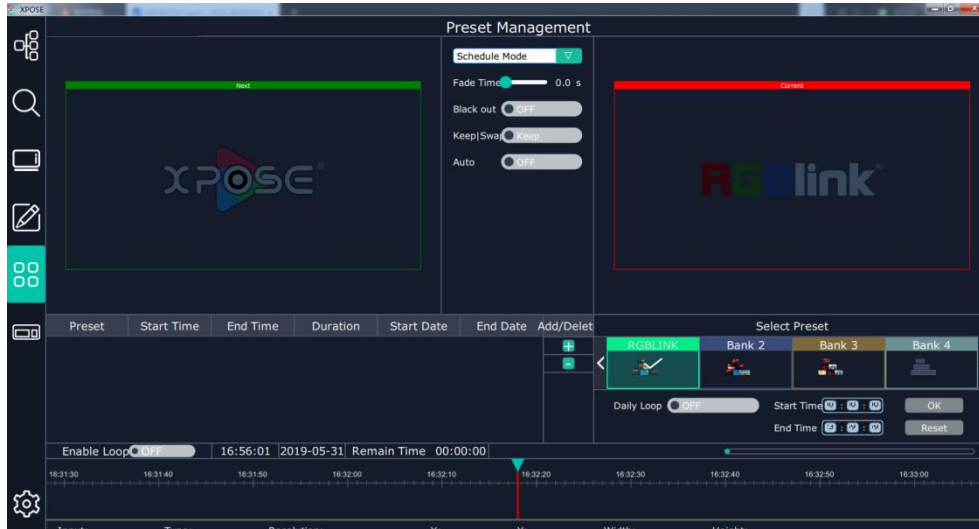 XPOSE
Preset Management
Schedule Mode
Next
Current
Fade Time 0.0 s
Black out OFF
Keep|Swap Keep
Auto OFF
XPOSE®
RGBlink®
Preset Start Time End Time Duration Start Date End Date Add/Delet
Select Preset
RGBLINK Bank 2 Bank 3 Bank 4
Daily Loop OFF Start Time : : OK
End Time : : Reset
Enable Loop OFF 16:56:01 2019-05-31 Remain Time 00:00:00
16:31:30 16:31:40 16:31:50 16:32:00 16:32:10 16:32:20 16:32:30 16:32:40 16:32:50 16:33:00